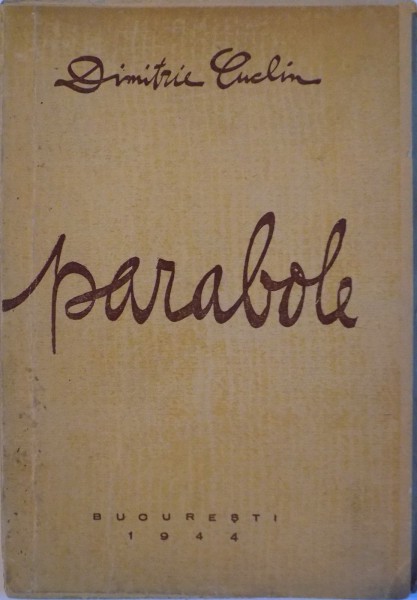 Dimitrie Cuclin
parabole
BUCUREȘTI
1944